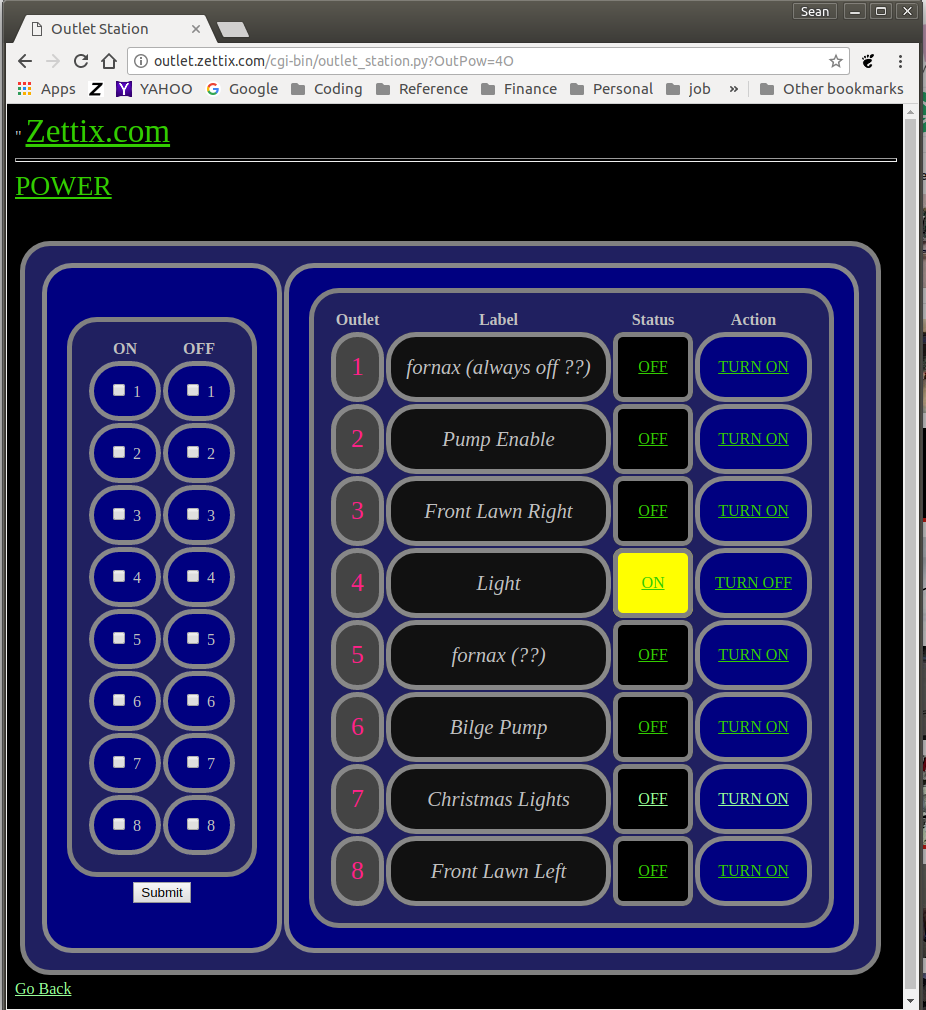 Sean
Outlet Station
outlet.zettix.com/cgi-bin/outlet_station.py?OutPow=4O
Apps Z YAHOO Google Coding Reference Finance Personal job » Other bookmarks
" Zettix.com
POWER
ON OFF
1 1
2 2
3 3
4 4
5 5
6 6
7 7
8 8
Submit
Outlet Label Status Action
1 fornax (always off ??) OFF TURN ON
2 Pump Enable OFF TURN ON
3 Front Lawn Right OFF TURN ON
4 Light ON TURN OFF
5 fornax (??) OFF TURN ON
6 Bilge Pump OFF TURN ON
7 Christmas Lights OFF TURN ON
8 Front Lawn Left OFF TURN ON
Go Back